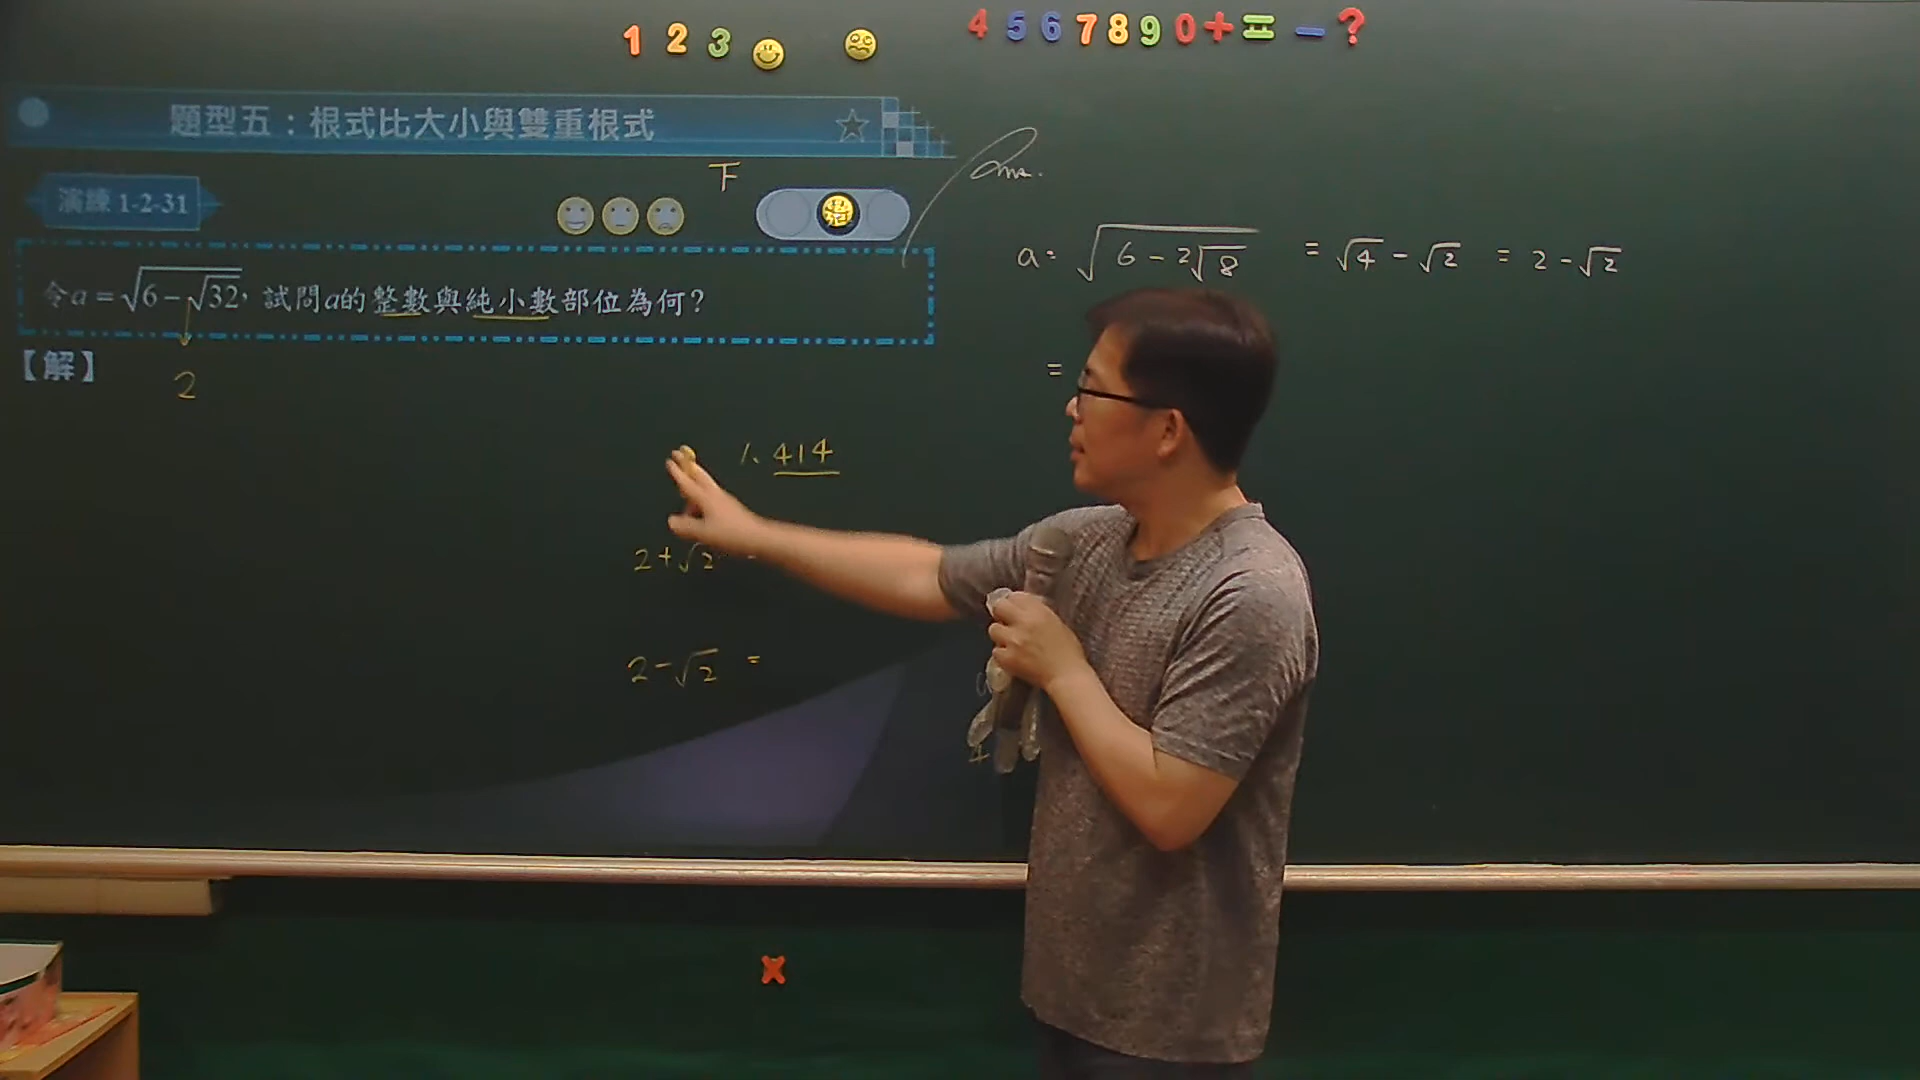 1 2 3 4 5 6 7 8 9 0 + = - ?
題型五：根式比大小與雙重根式
下
演練 1-2-31
令a=√(6-√32), 試問a的整數與純小數部位為何?
【解】
2
a= √(6-2√8) = √4-√2 = 2-√2
=
1.414
2+√2
2-√2 =
4
x